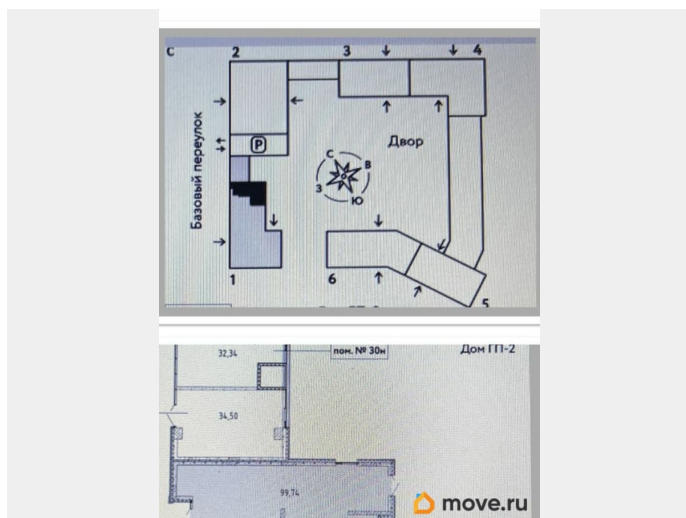 С
2
3
4
Базовый переулок
P
Двор
С
В
З
Ю
1
6
5
32,34
пом. № 30н
Дом ГП-2
34,50
99,74
move.ru